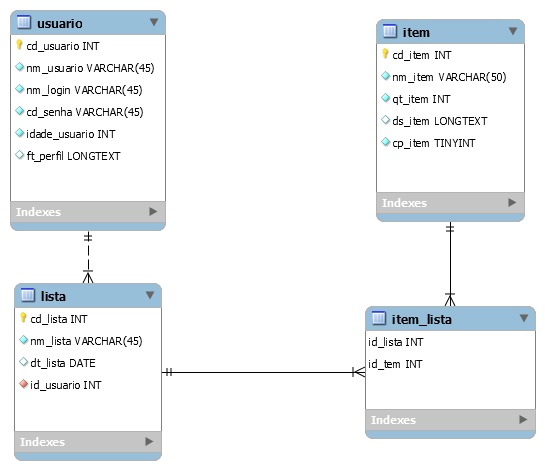 usuario
cd_usuario INT
nm_usuario VARCHAR(45)
nm_login VARCHAR(45)
cd_senha VARCHAR(45)
idade_usuario INT
ft_perfil LONGTEXT
Indexes
item
cd_item INT
nm_item VARCHAR(50)
qt_item INT
ds_item LONGTEXT
cp_item TINYINT
Indexes
lista
cd_lista INT
nm_lista VARCHAR(45)
dt_lista DATE
id_usuario INT
Indexes
item_lista
id_lista INT
id_tem INT
Indexes